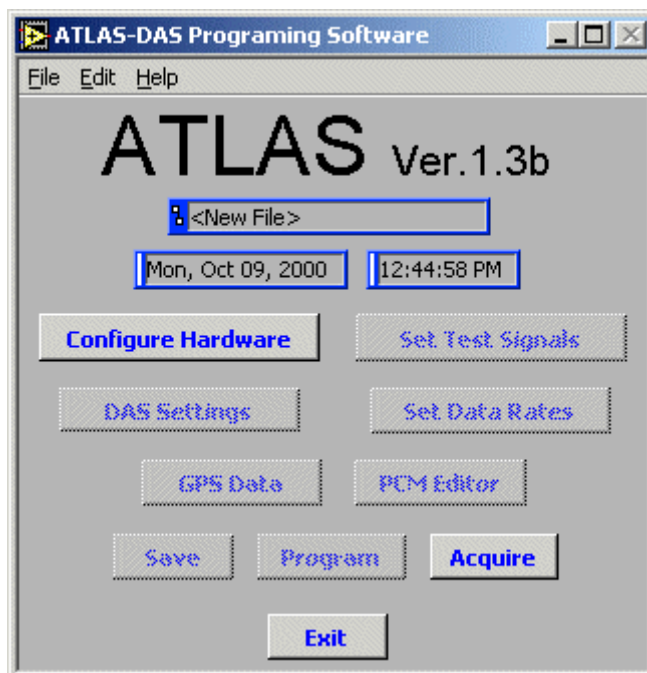 ATLAS-DAS Programing Software
File Edit Help
ATLAS Ver.1.3b
<New File>
Mon, Oct 09, 2000 12:44:58 PM
Configure Hardware Set Test Signals
DAS Settings Set Data Rates
GPS Data PCM Editor
Save Program Acquire
Exit